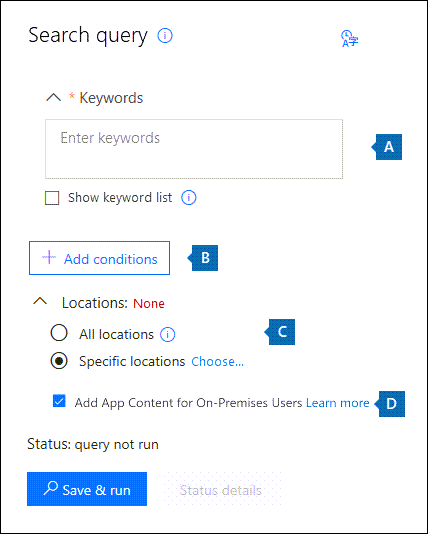 Search query
* Keywords
Enter keywords
A
Show keyword list
+ Add conditions
B
Locations: None
All locations
C
Specific locations Choose...
Add App Content for On-Premises Users Learn more
D
Status: query not run
Save & run
Status details